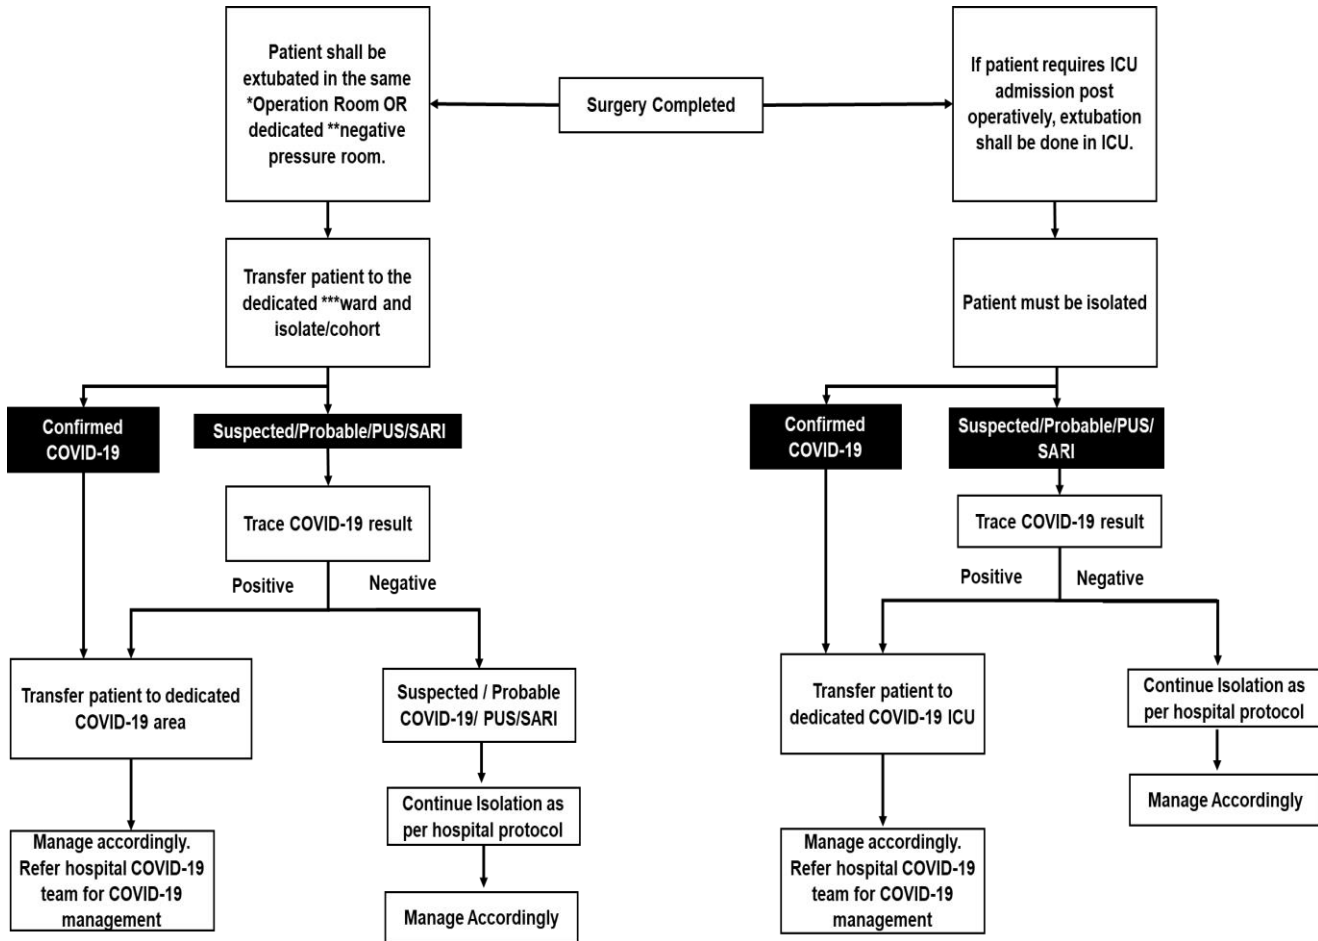 Patient shall be
extubated in the same
*Operation Room OR
dedicated **negative
pressure room.
Surgery Completed
If patient requires ICU
admission post
operatively, extubation
shall be done in ICU.
Transfer patient to the
dedicated ***ward and
isolate/cohort
Patient must be isolated
Confirmed
COVID-19
Suspected/Probable/PUS/SARI
Confirmed
COVID-19
Suspected/Probable/PUS/
SARI
Trace COVID-19 result
Trace COVID-19 result
Positive
Negative
Positive
Negative
Transfer patient to dedicated
COVID-19 area
Suspected / Probable
COVID-19/ PUS/SARI
Transfer patient to
dedicated COVID-19 ICU
Continue Isolation as
per hospital protocol
Continue Isolation as
per hospital protocol
Manage Accordingly
Manage accordingly.
Refer hospital COVID-19
team for COVID-19
management
Manage Accordingly
Manage accordingly.
Refer hospital COVID-19
team for COVID-19
management